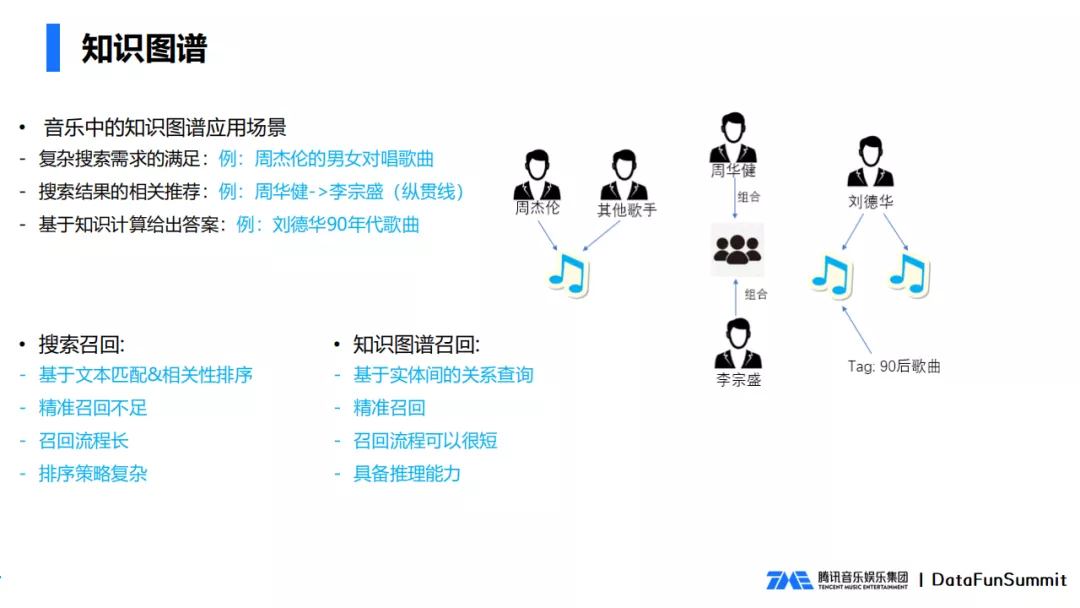 知识图谱
• 音乐中的知识图谱应用场景
- 复杂搜索需求的满足：例：周杰伦的男女对唱歌曲
- 搜索结果的相关推荐：例：周华健->李宗盛（纵贯线）
- 基于知识计算给出答案：例：刘德华90年代歌曲
周杰伦
其他歌手
周华健
组合
组合
李宗盛
刘德华
Tag: 90后歌曲
• 搜索召回:
- 基于文本匹配&相关性排序
- 精准召回不足
- 召回流程长
- 排序策略复杂
• 知识图谱召回:
- 基于实体间的关系查询
- 精准召回
- 召回流程可以很短
- 具备推理能力
TME 腾讯音乐娱乐集团 | DataFunSummit
TENCENT MUSIC ENTERTAINMENT